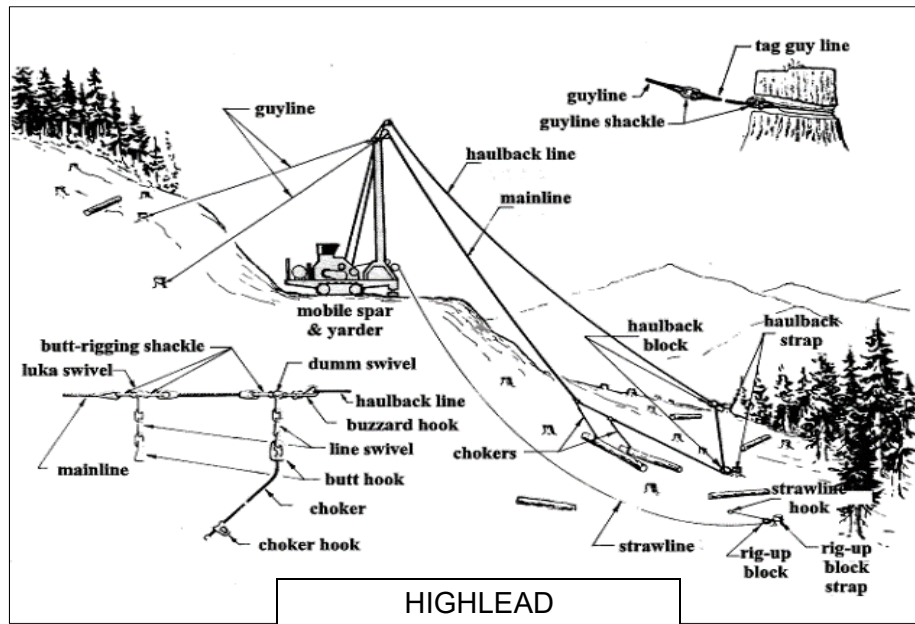 tag guy line
guyline
guyline
guyline shackle
haulback line
mainline
mobile spar
& yarder
haulback
block
haulback
strap
butt-rigging shackle
luka swivel
dumm swivel
haulback line
buzzard hook
line swivel
mainline
butt hook
chokers
choker
choker hook
strawline
hook
strawline
rig-up
block
rig-up
block
strap
HIGHLEAD